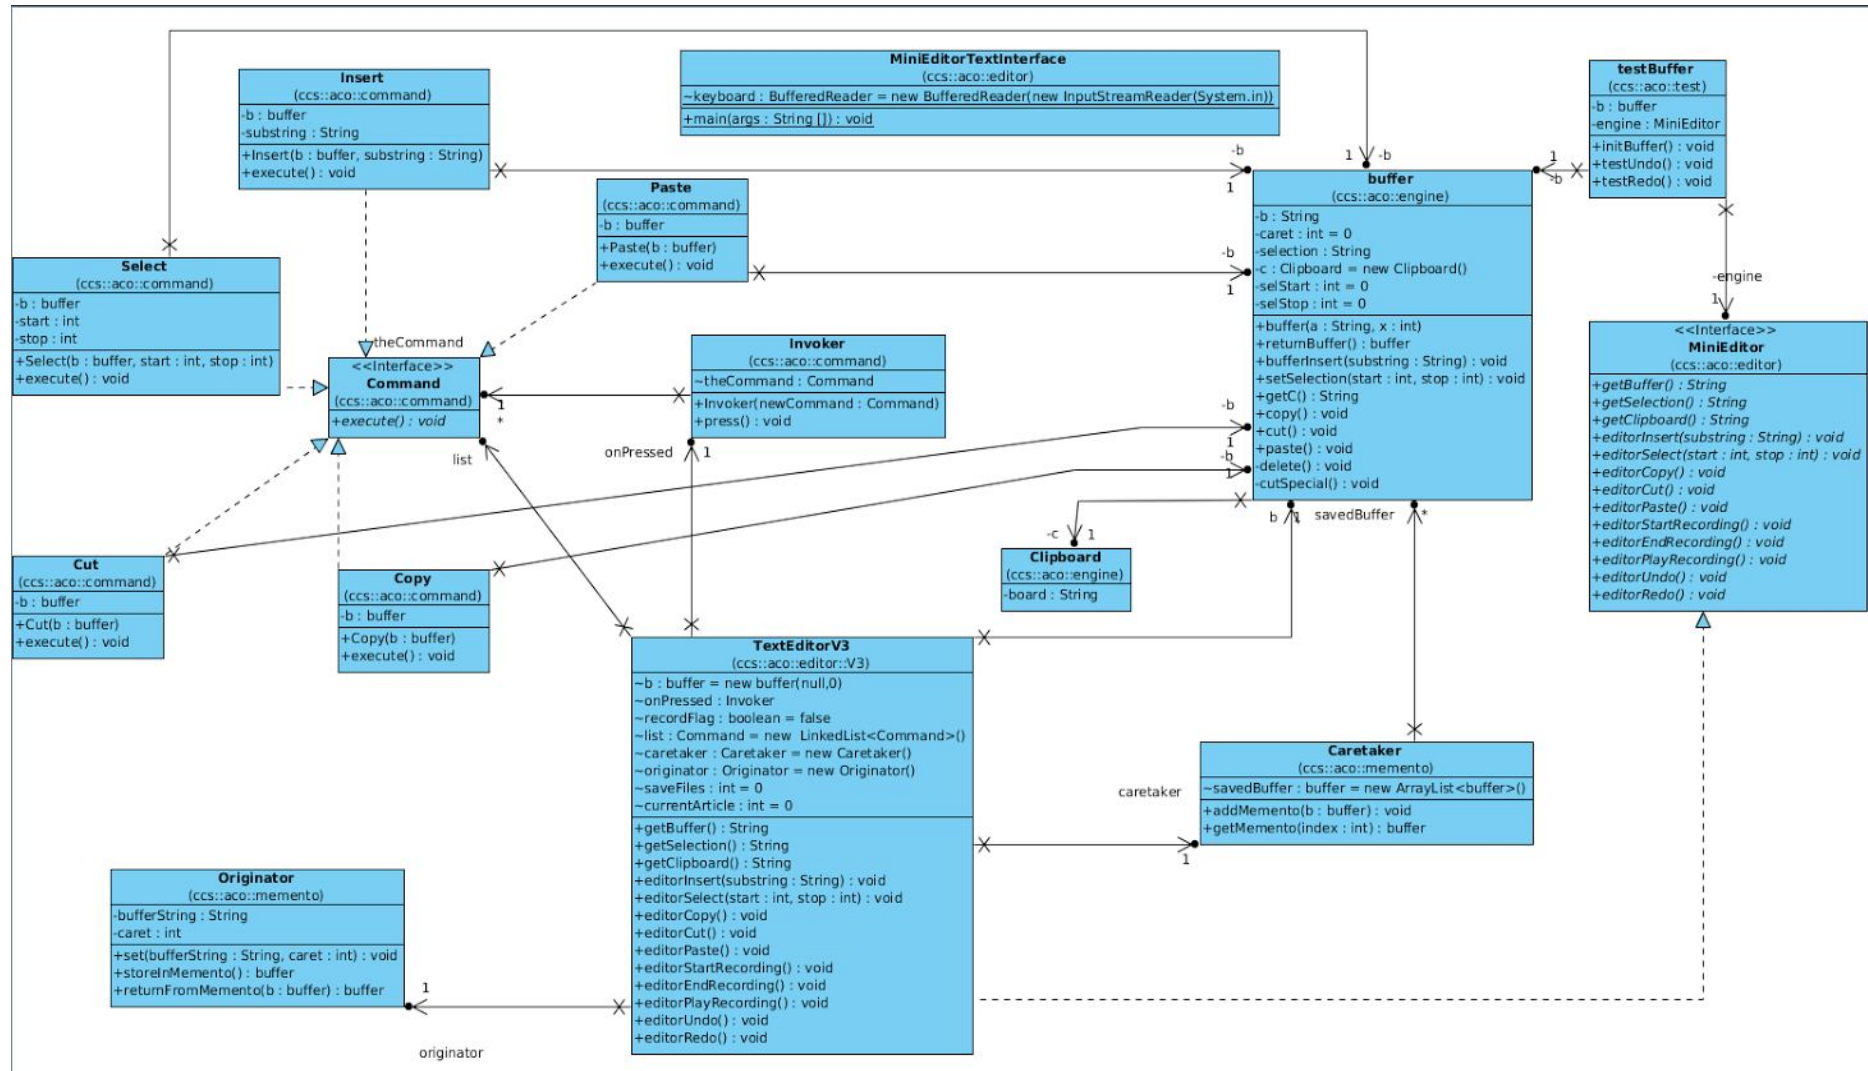 Insert
(ccs::aco::command)
-b : buffer
-substring : String
+Insert(b : buffer, substring : String)
+execute() : void
MiniEditorTextInterface
(ccs::aco::editor)
~keyboard : BufferedReader = new BufferedReader(new InputStreamReader(System.in))
+main(args : String []) : void
testBuffer
(ccs::aco::test)
-b : buffer
-engine : MiniEditor
+initBuffer() : void
+testUndo() : void
+testRedo() : void
-b
1
1
-b
1
-b
Paste
(ccs::aco::command)
-b : buffer
+Paste(b : buffer)
+execute() : void
-b
1
buffer
(ccs::aco::engine)
-b : String
-caret : int = 0
-selection : String
-c : Clipboard = new Clipboard()
-selStart : int = 0
-selStop : int = 0
+buffer(a : String, x : int)
+returnBuffer() : buffer
+bufferInsert(substring : String) : void
+setSelection(start : int, stop : int) : void
+getC() : String
+copy() : void
+cut() : void
+paste() : void
-delete() : void
-cutSpecial() : void
Select
(ccs::aco::command)
-b : buffer
-start : int
-stop : int
+Select(b : buffer, start : int, stop : int)
+execute() : void
-engine
1
theCommand
<<Interface>>
Command
(ccs::aco::command)
+execute() : void
1
*
list
Invoker
(ccs::aco::command)
~theCommand : Command
+Invoker(newCommand : Command)
+press() : void
onPressed
1
-b
1
-b
1
<<Interface>>
MiniEditor
(ccs::aco::editor)
+getBuffer() : String
+getSelection() : String
+getClipboard() : String
+editorInsert(substring : String) : void
+editorSelect(start : int, stop : int) : void
+editorCopy() : void
+editorCut() : void
+editorPaste() : void
+editorStartRecording() : void
+editorEndRecording() : void
+editorPlayRecording() : void
+editorUndo() : void
+editorRedo() : void
b
1
savedBuffer
*
-c
1
Clipboard
(ccs::aco::engine)
-board : String
Cut
(ccs::aco::command)
-b : buffer
+Cut(b : buffer)
+execute() : void
Copy
(ccs::aco::command)
-b : buffer
+Copy(b : buffer)
+execute() : void
TextEditorV3
(ccs::aco::editor::V3)
~b : buffer = new buffer(null,0)
~onPressed : Invoker
~recordFlag : boolean = false
~list : Command = new LinkedList<Command>()
~caretaker : Caretaker = new Caretaker()
~originator : Originator = new Originator()
~saveFiles : int = 0
~currentArticle : int = 0
+getBuffer() : String
+getSelection() : String
+getClipboard() : String
+editorInsert(substring : String) : void
+editorSelect(start : int, stop : int) : void
+editorCopy() : void
+editorCut() : void
+editorPaste() : void
+editorStartRecording() : void
+editorEndRecording() : void
+editorPlayRecording() : void
+editorUndo() : void
+editorRedo() : void
caretaker
1
Caretaker
(ccs::aco::memento)
~savedBuffer : buffer = new ArrayList<buffer>()
+addMemento(b : buffer) : void
+getMemento(index : int) : buffer
Originator
(ccs::aco::memento)
-bufferString : String
-caret : int
+set(bufferString : String, caret : int) : void
+storeInMemento() : buffer
+returnFromMemento(b : buffer) : buffer
1
originator